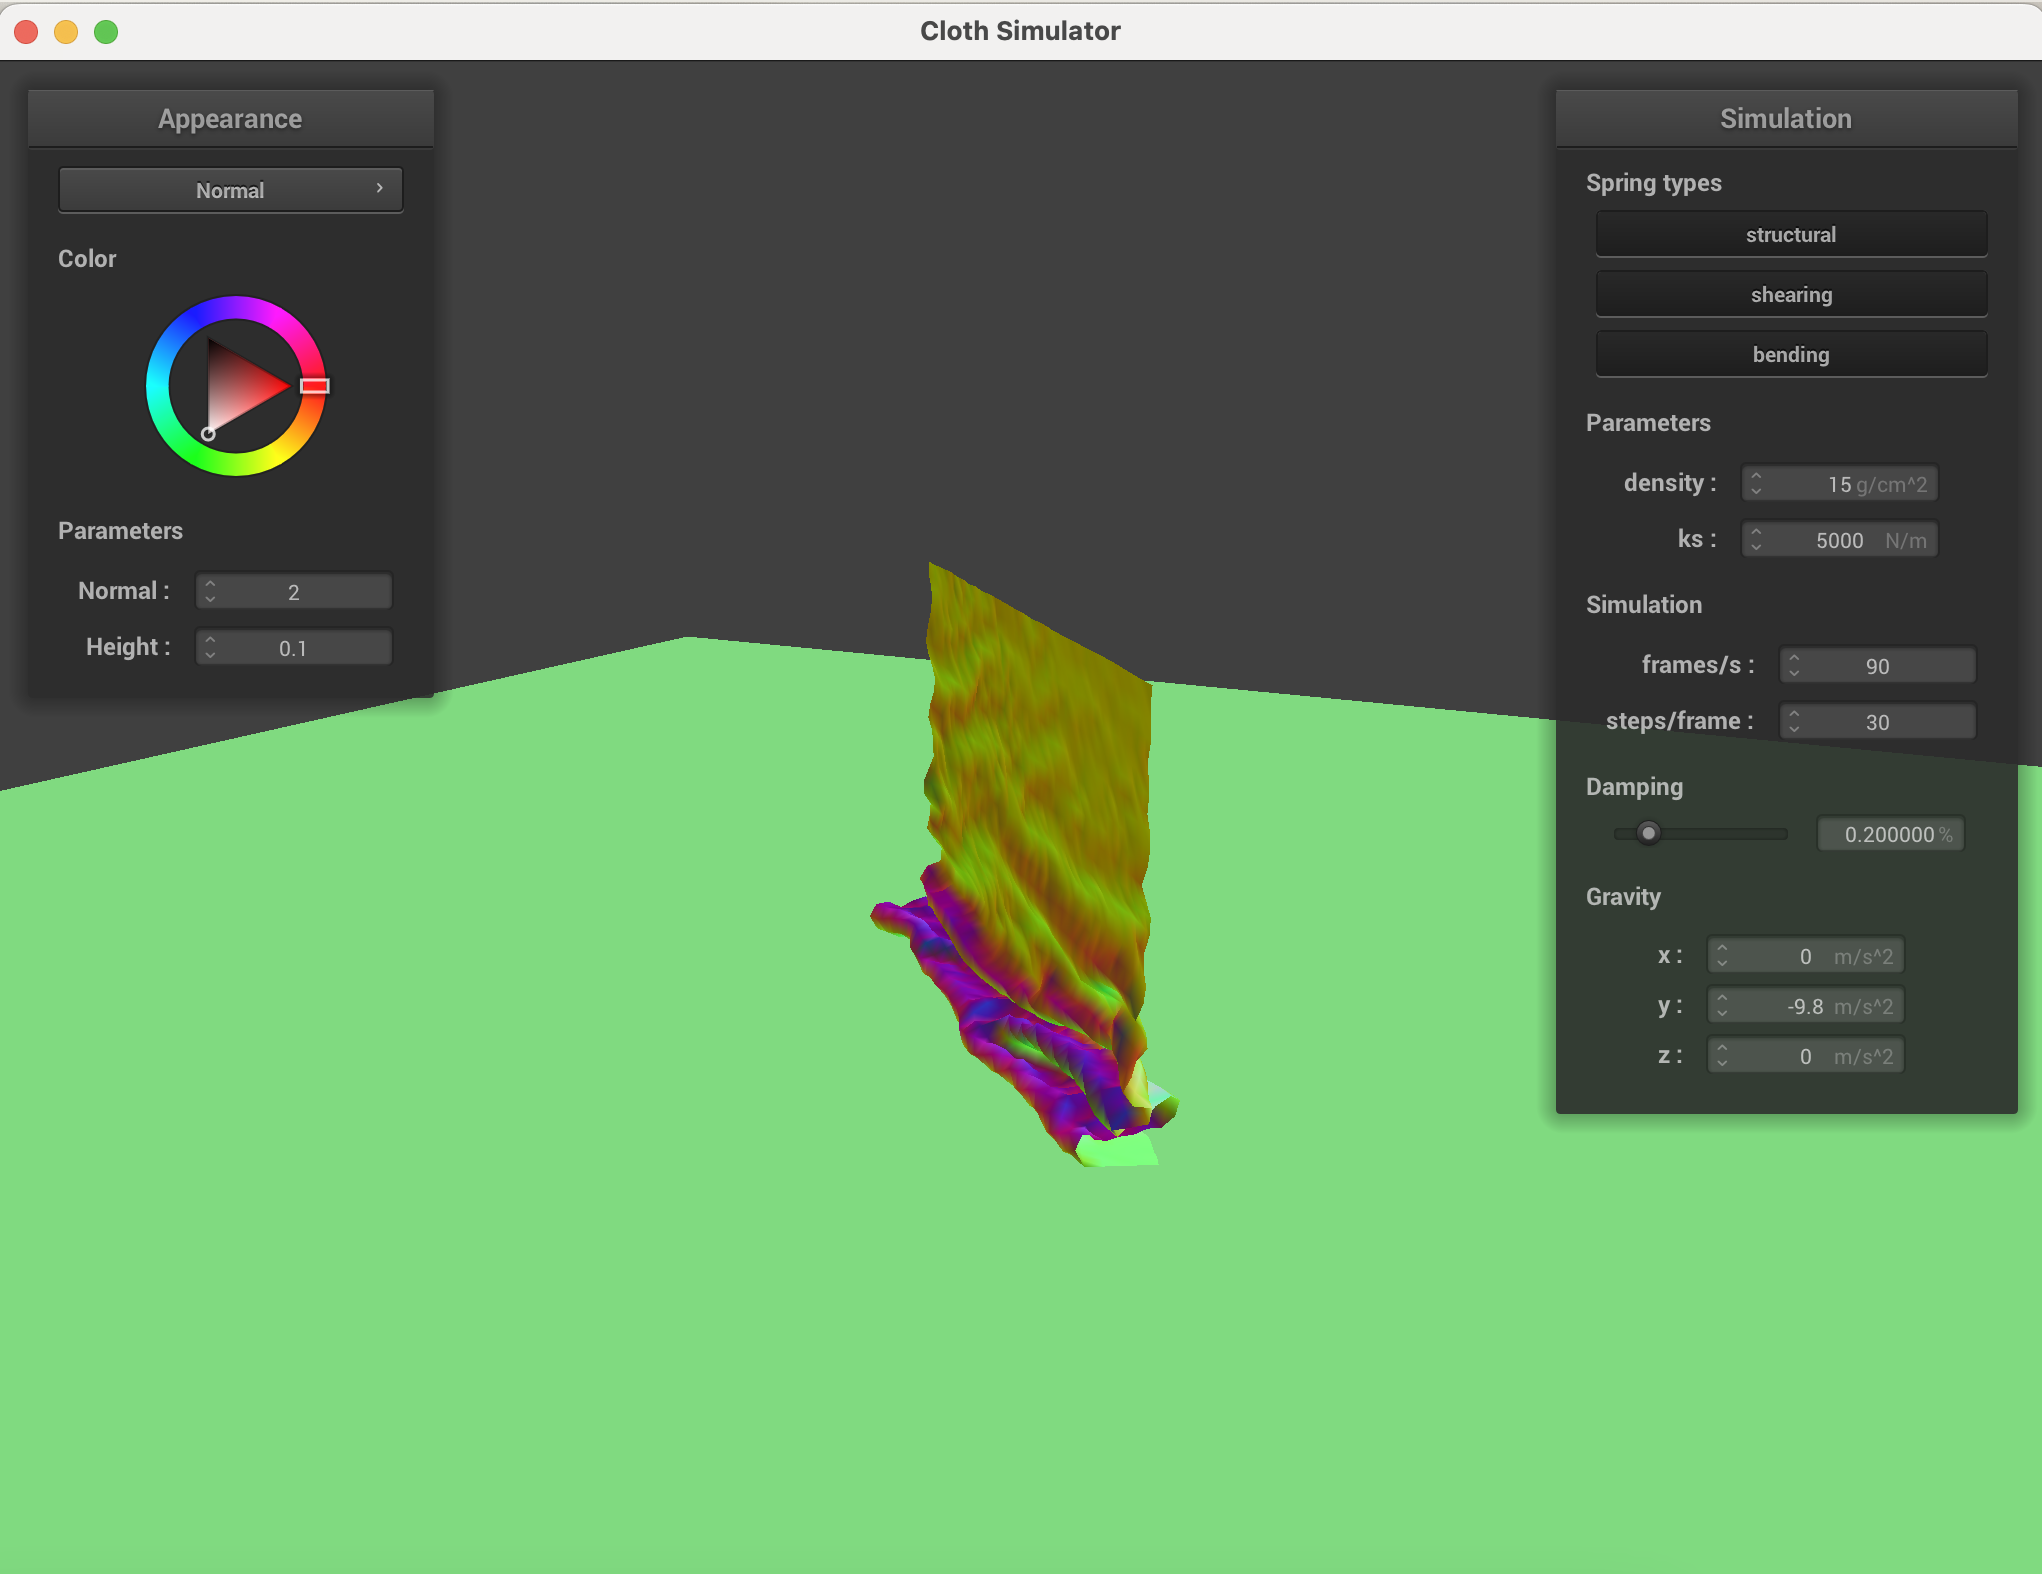 Cloth Simulator
Appearance
Normal
Color
Parameters
Normal : 2
Height : 0.1
Simulation
Spring types
structural
shearing
bending
Parameters
density : 15 g/cm^2
ks : 5000 N/m
Simulation
frames/s : 90
steps/frame : 30
Damping
0.200000 %
Gravity
x : 0 m/s^2
y : -9.8 m/s^2
z : 0 m/s^2